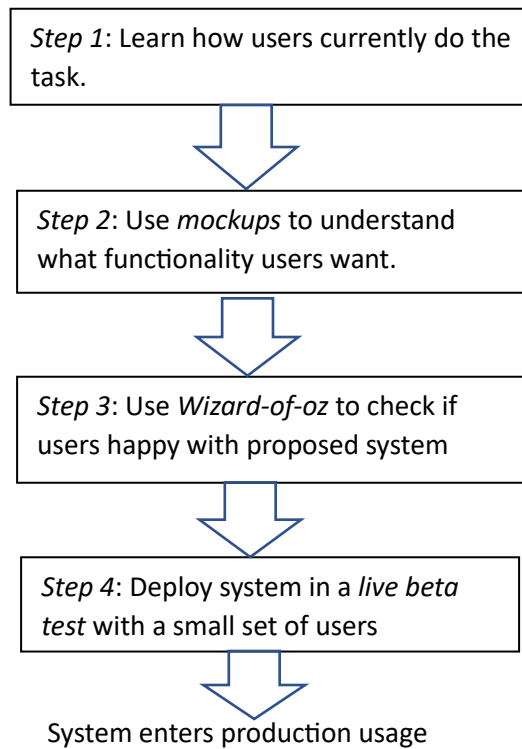 Step 1: Learn how users currently do the
task.
Step 2: Use mockups to understand
what functionality users want.
Step 3: Use Wizard-of-oz to check if
users happy with proposed system
Step 4: Deploy system in a live beta
test with a small set of users
System enters production usage